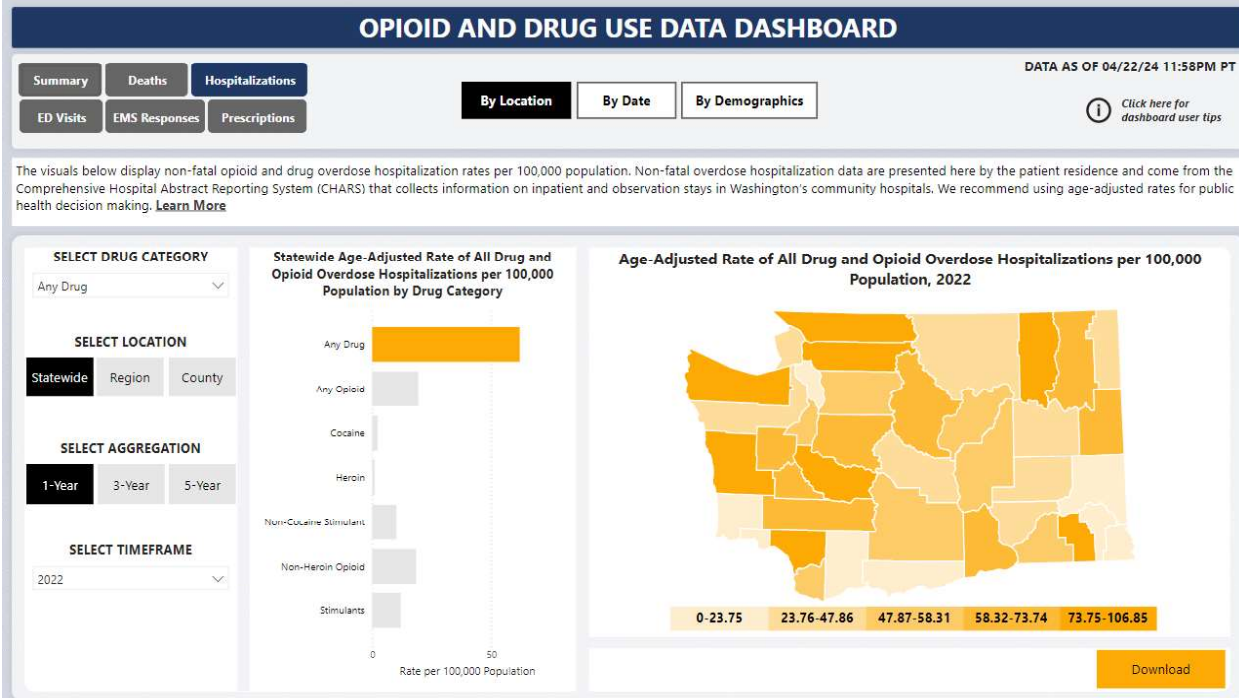 OPIOID AND DRUG USE DATA DASHBOARD
Summary
Deaths
Hospitalizations
ED Visits
EMS Responses
Prescriptions
By Location
By Date
By Demographics
DATA AS OF 04/22/24 11:58PM PT
Click here for
dashboard user tips
The visuals below display non-fatal opioid and drug overdose hospitalization rates per 100,000 population. Non-fatal overdose hospitalization data are presented here by the patient residence and come from the
Comprehensive Hospital Abstract Reporting System (CHARS) that collects information on inpatient and observation stays in Washington's community hospitals. We recommend using age-adjusted rates for public
health decision making. Learn More
SELECT DRUG CATEGORY
Any Drug
SELECT LOCATION
Statewide
Region
County
SELECT AGGREGATION
1-Year
3-Year
5-Year
SELECT TIMEFRAME
2022
Statewide Age-Adjusted Rate of All Drug and
Opioid Overdose Hospitalizations per 100,000
Population by Drug Category
Any Drug
Any Opioid
Cocaine
Heroin
Non-Cocaine Stimulant
Non-Heroin Opioid
Stimulants
0
50
Rate per 100,000 Population
Age-Adjusted Rate of All Drug and Opioid Overdose Hospitalizations per 100,000
Population, 2022
0-23.75
23.76-47.86
47.87-58.31
58.32-73.74
73.75-106.85
Download